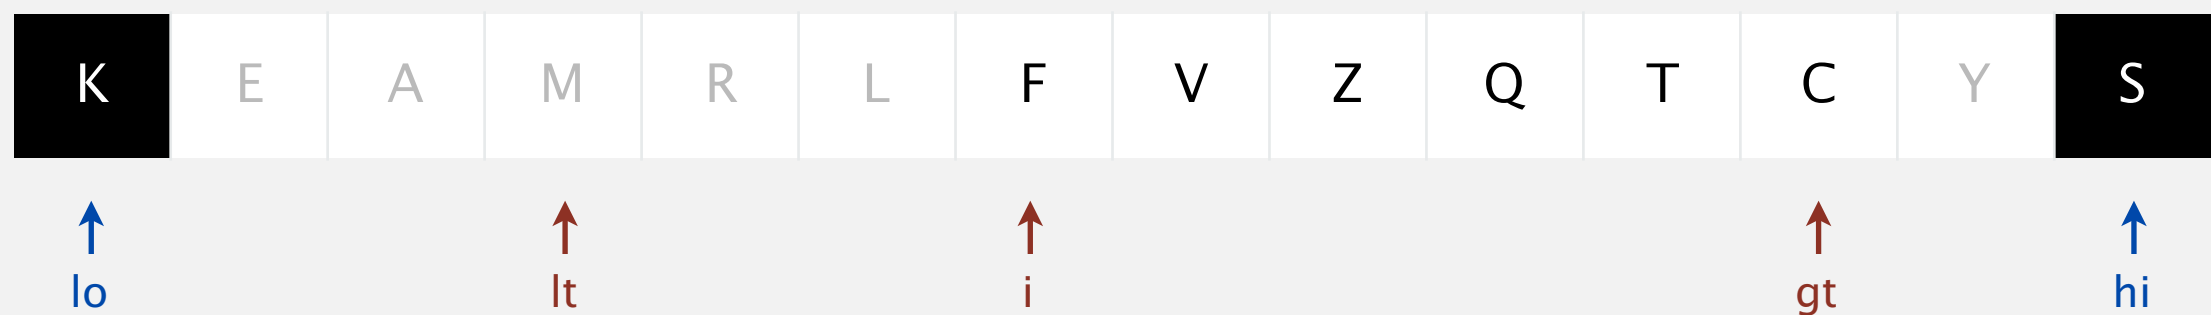 K E A M R L F V Z Q T C Y S
lo lt i gt hi